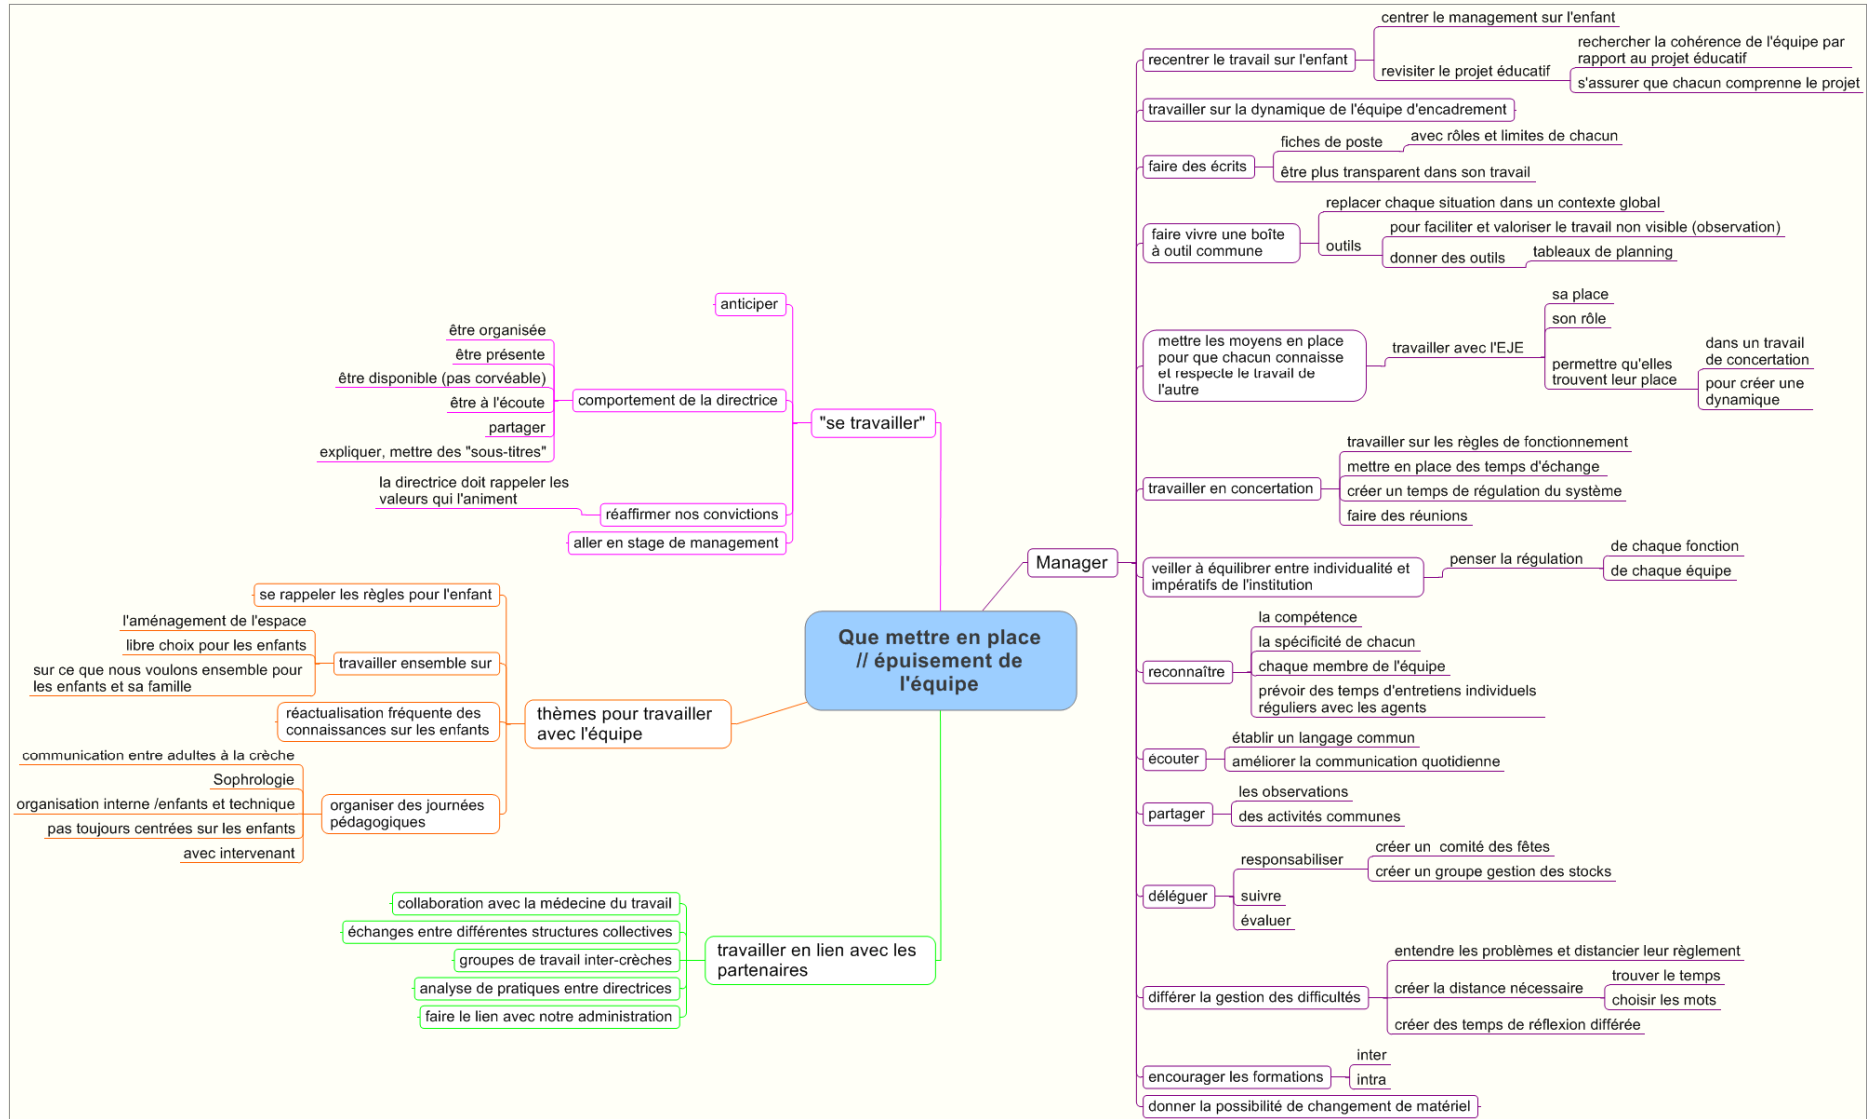 Que mettre en place
// épuisement de
l'équipe
Manager
recentrer le travail sur l'enfant
centrer le management sur l'enfant
revisiter le projet éducatif
rechercher la cohérence de l'équipe par
rapport au projet éducatif
s'assurer que chacun comprenne le projet
travailler sur la dynamique de l'équipe d'encadrement
faire des écrits
fiches de poste
avec rôles et limites de chacun
être plus transparent dans son travail
faire vivre une boîte
à outil commune
replacer chaque situation dans un contexte global
outils
pour faciliter et valoriser le travail non visible (observation)
donner des outils
tableaux de planning
mettre les moyens en place
pour que chacun connaisse
et respecte le travail de
l'autre
travailler avec l'EJE
sa place
son rôle
permettre qu'elles
trouvent leur place
dans un travail
de concertation
pour créer une
dynamique
travailler en concertation
travailler sur les règles de fonctionnement
mettre en place des temps d'échange
créer un temps de régulation du système
faire des réunions
veiller à équilibrer entre individualité et
impératifs de l'institution
penser la régulation
de chaque fonction
de chaque équipe
reconnaître
la compétence
la spécificité de chacun
chaque membre de l'équipe
prévoir des temps d'entretiens individuels
réguliers avec les agents
écouter
établir un langage commun
améliorer la communication quotidienne
partager
les observations
des activités communes
déléguer
responsabiliser
créer un  comité des fêtes
créer un groupe gestion des stocks
suivre
évaluer
différer la gestion des difficultés
entendre les problèmes et distancier leur règlement
créer la distance nécessaire
trouver le temps
choisir les mots
créer des temps de réflexion différée
encourager les formations
inter
intra
donner la possibilité de changement de matériel
"se travailler"
anticiper
comportement de la directrice
être organisée
être présente
être disponible (pas corvéable)
être à l'écoute
partager
expliquer, mettre des "sous-titres"
réaffirmer nos convictions
la directrice doit rappeler les
valeurs qui l'animent
aller en stage de management
thèmes pour travailler
avec l'équipe
se rappeler les règles pour l'enfant
travailler ensemble sur
l'aménagement de l'espace
libre choix pour les enfants
sur ce que nous voulons ensemble pour
les enfants et sa famille
réactualisation fréquente des
connaissances sur les enfants
organiser des journées
pédagogiques
communication entre adultes à la crèche
Sophrologie
organisation interne /enfants et technique
pas toujours centrées sur les enfants
avec intervenant
travailler en lien avec les
partenaires
collaboration avec la médecine du travail
échanges entre différentes structures collectives
groupes de travail inter-crèches
analyse de pratiques entre directrices
faire le lien avec notre administration